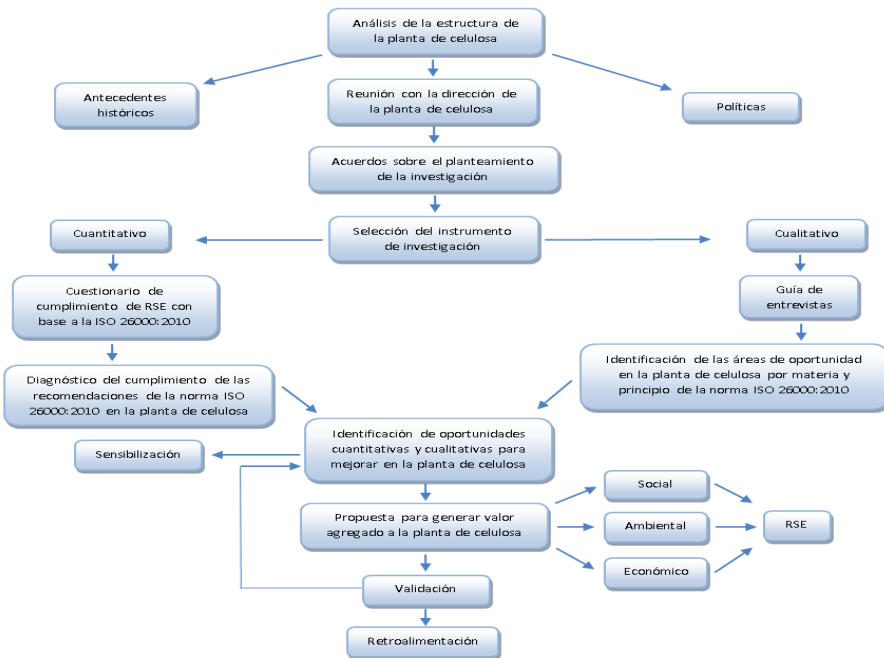 Análisis de la estructura de
la planta de celulosa
Antecedentes
históricos
Reunión con la dirección de
la planta de celulosa
Políticas
Acuerdos sobre el planteamiento
de la investigación
Cuantitativo
Selección del instrumento
de investigación
Cualitativo
Cuestionario de
cumplimiento de RSE con
base a la ISO 26000:2010
Guía de
entrevistas
Diagnóstico del cumplimiento de las
recomendaciones de la norma ISO
26000:2010 en la planta de celulosa
Identificación de las áreas de oportunidad
en la planta de celulosa por materia y
principio de la norma ISO 26000:2010
Identificación de oportunidades
cuantitativas y cualitativas para
mejorar en la planta de celulosa
Sensibilización
Propuesta para generar valor
agregado a la planta de celulosa
Social
Ambiental
Económico
RSE
Validación
Retroalimentación